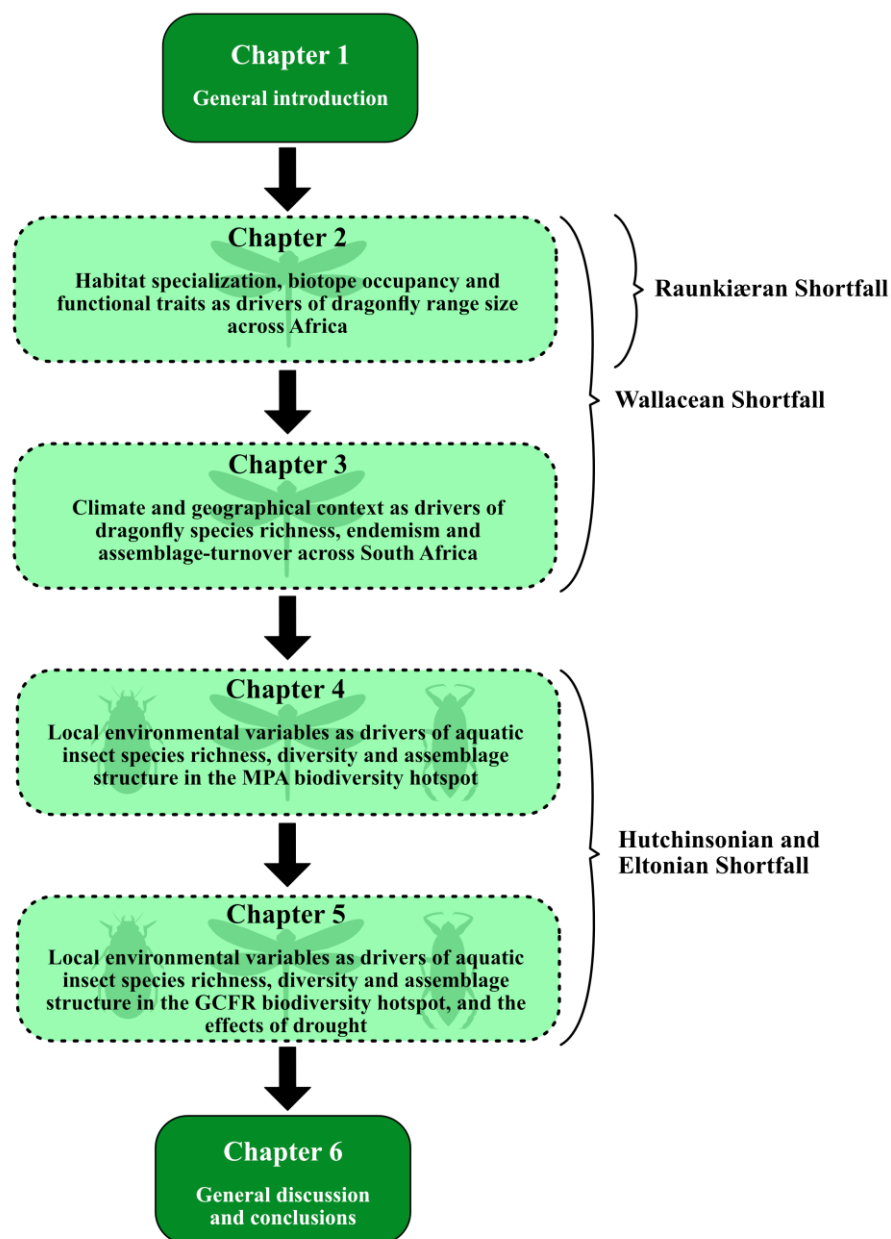 Chapter 1
General introduction
Chapter 2
Habitat specialization, biotope occupancy and
functional traits as drivers of dragonfly range size
across Africa
Raunkiæran Shortfall
Wallacean Shortfall
Chapter 3
Climate and geographical context as drivers of
dragonfly species richness, endemism and
assemblage-turnover across South Africa
Chapter 4
Local environmental variables as drivers of aquatic
insect species richness, diversity and assemblage
structure in the MPA biodiversity hotspot
Hutchinsonian and
Eltonian Shortfall
Chapter 5
Local environmental variables as drivers of aquatic
insect species richness, diversity and assemblage
structure in the GCFR biodiversity hotspot, and the
effects of drought
Chapter 6
General discussion
and conclusions